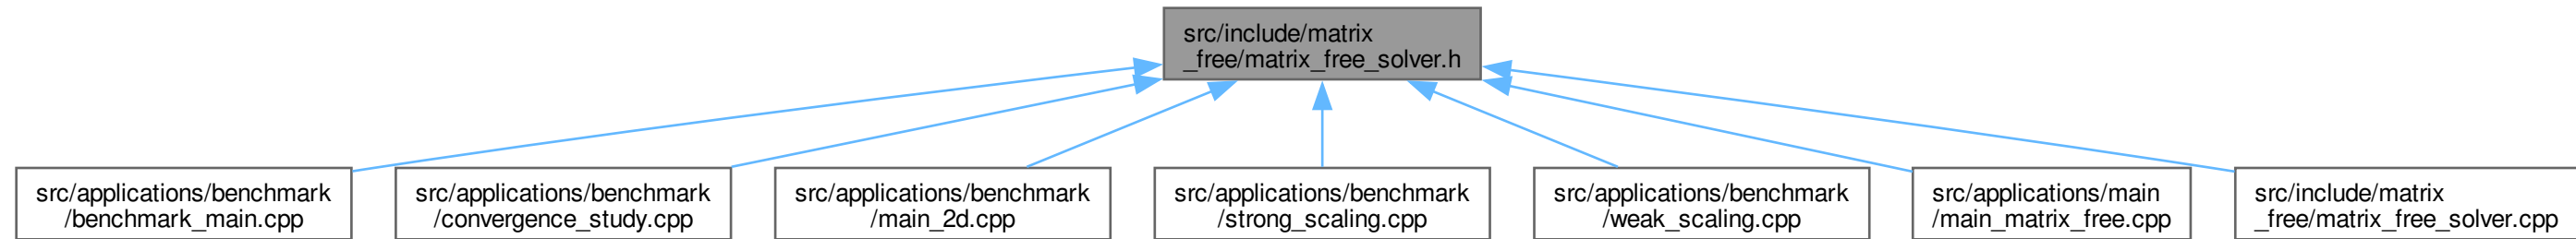 src/include/matrix
_free/matrix_free_solver.h
src/applications/benchmark
/benchmark_main.cpp
src/applications/benchmark
/convergence_study.cpp
src/applications/benchmark
/main_2d.cpp
src/applications/benchmark
/strong_scaling.cpp
src/applications/benchmark
/weak_scaling.cpp
src/applications/main
/main_matrix_free.cpp
src/include/matrix
_free/matrix_free_solver.cpp